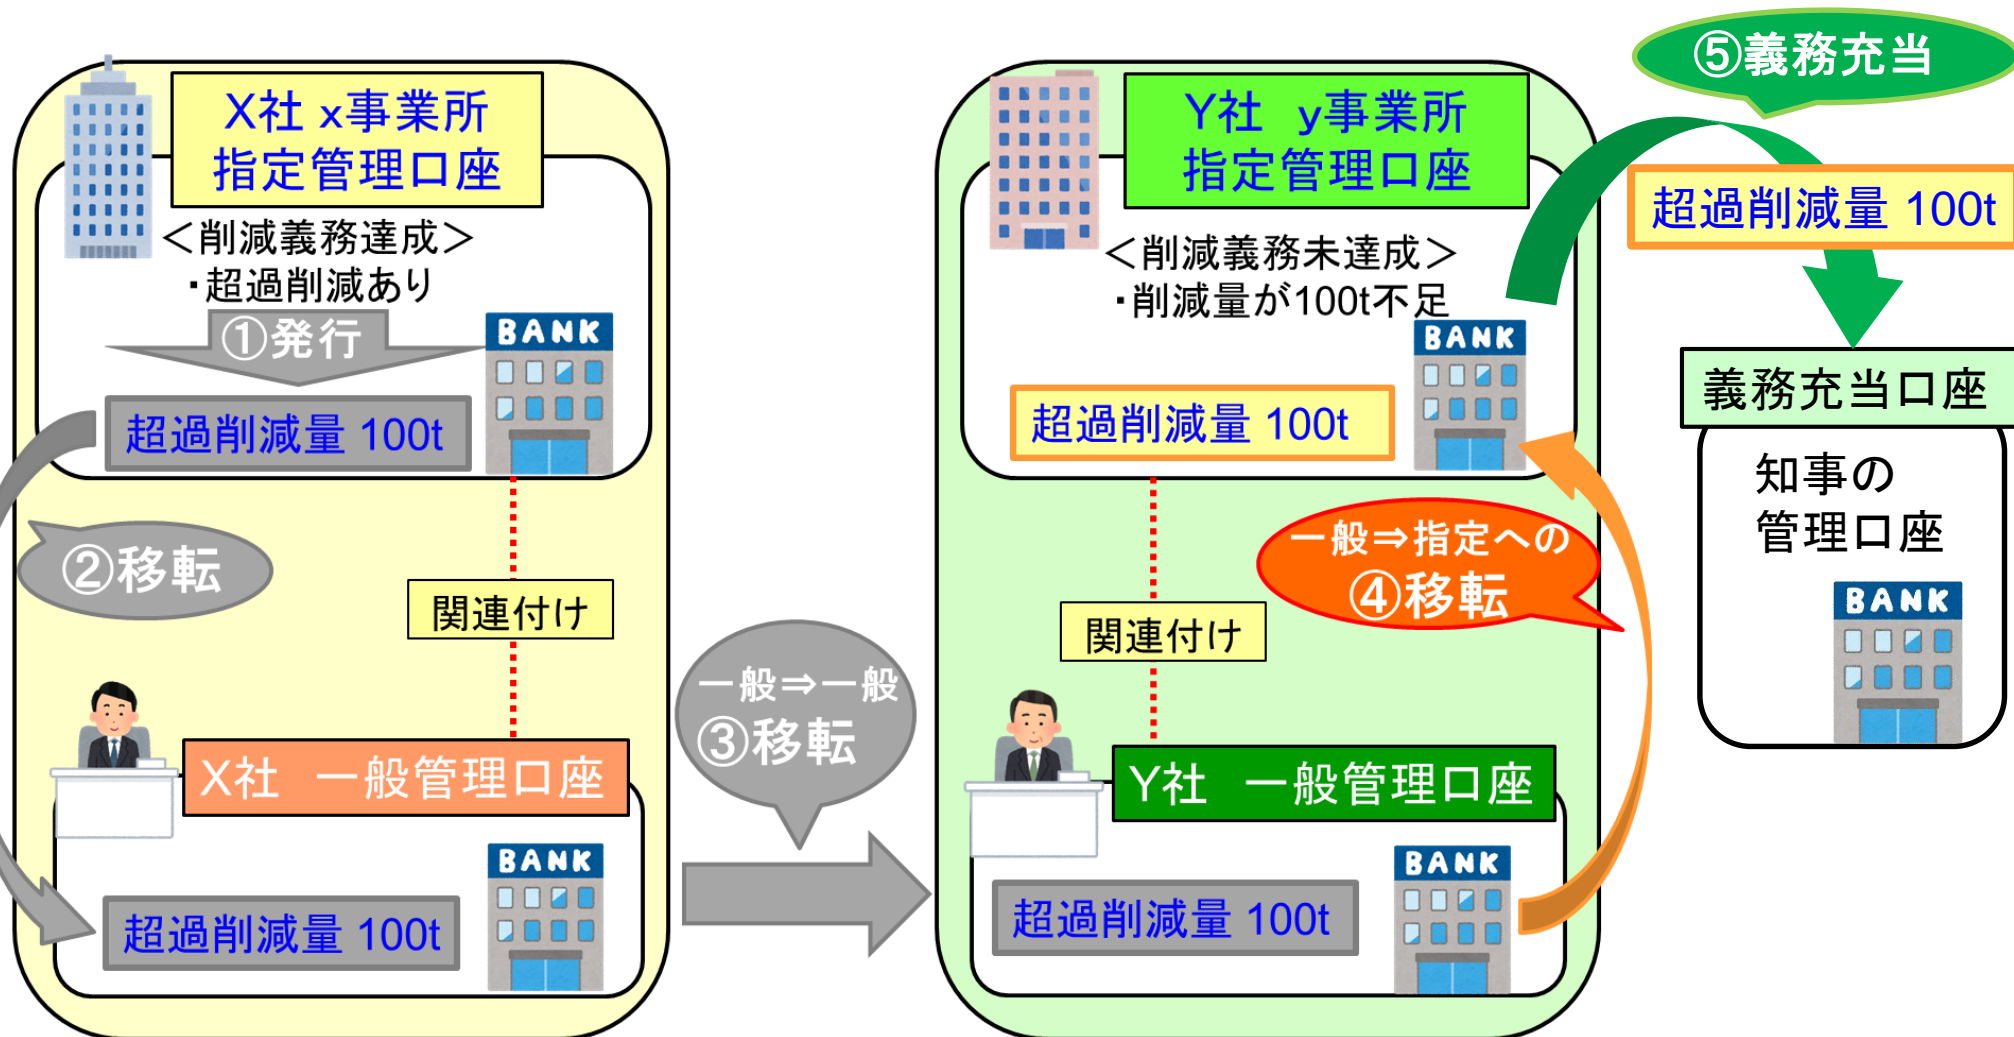 X社 x事業所
指定管理口座
＜削減義務達成＞
・超過削減あり
①発行
BANK
超過削減量 100t
②移転
関連付け
X社　一般管理口座
BANK
超過削減量 100t
一般⇒一般
③移転
Y社　y事業所
指定管理口座
＜削減義務未達成＞
・削減量が100t不足
BANK
超過削減量 100t
一般⇒指定への
④移転
関連付け
Y社　一般管理口座
BANK
超過削減量 100t
⑤義務充当
超過削減量 100t
義務充当口座
知事の
管理口座
BANK